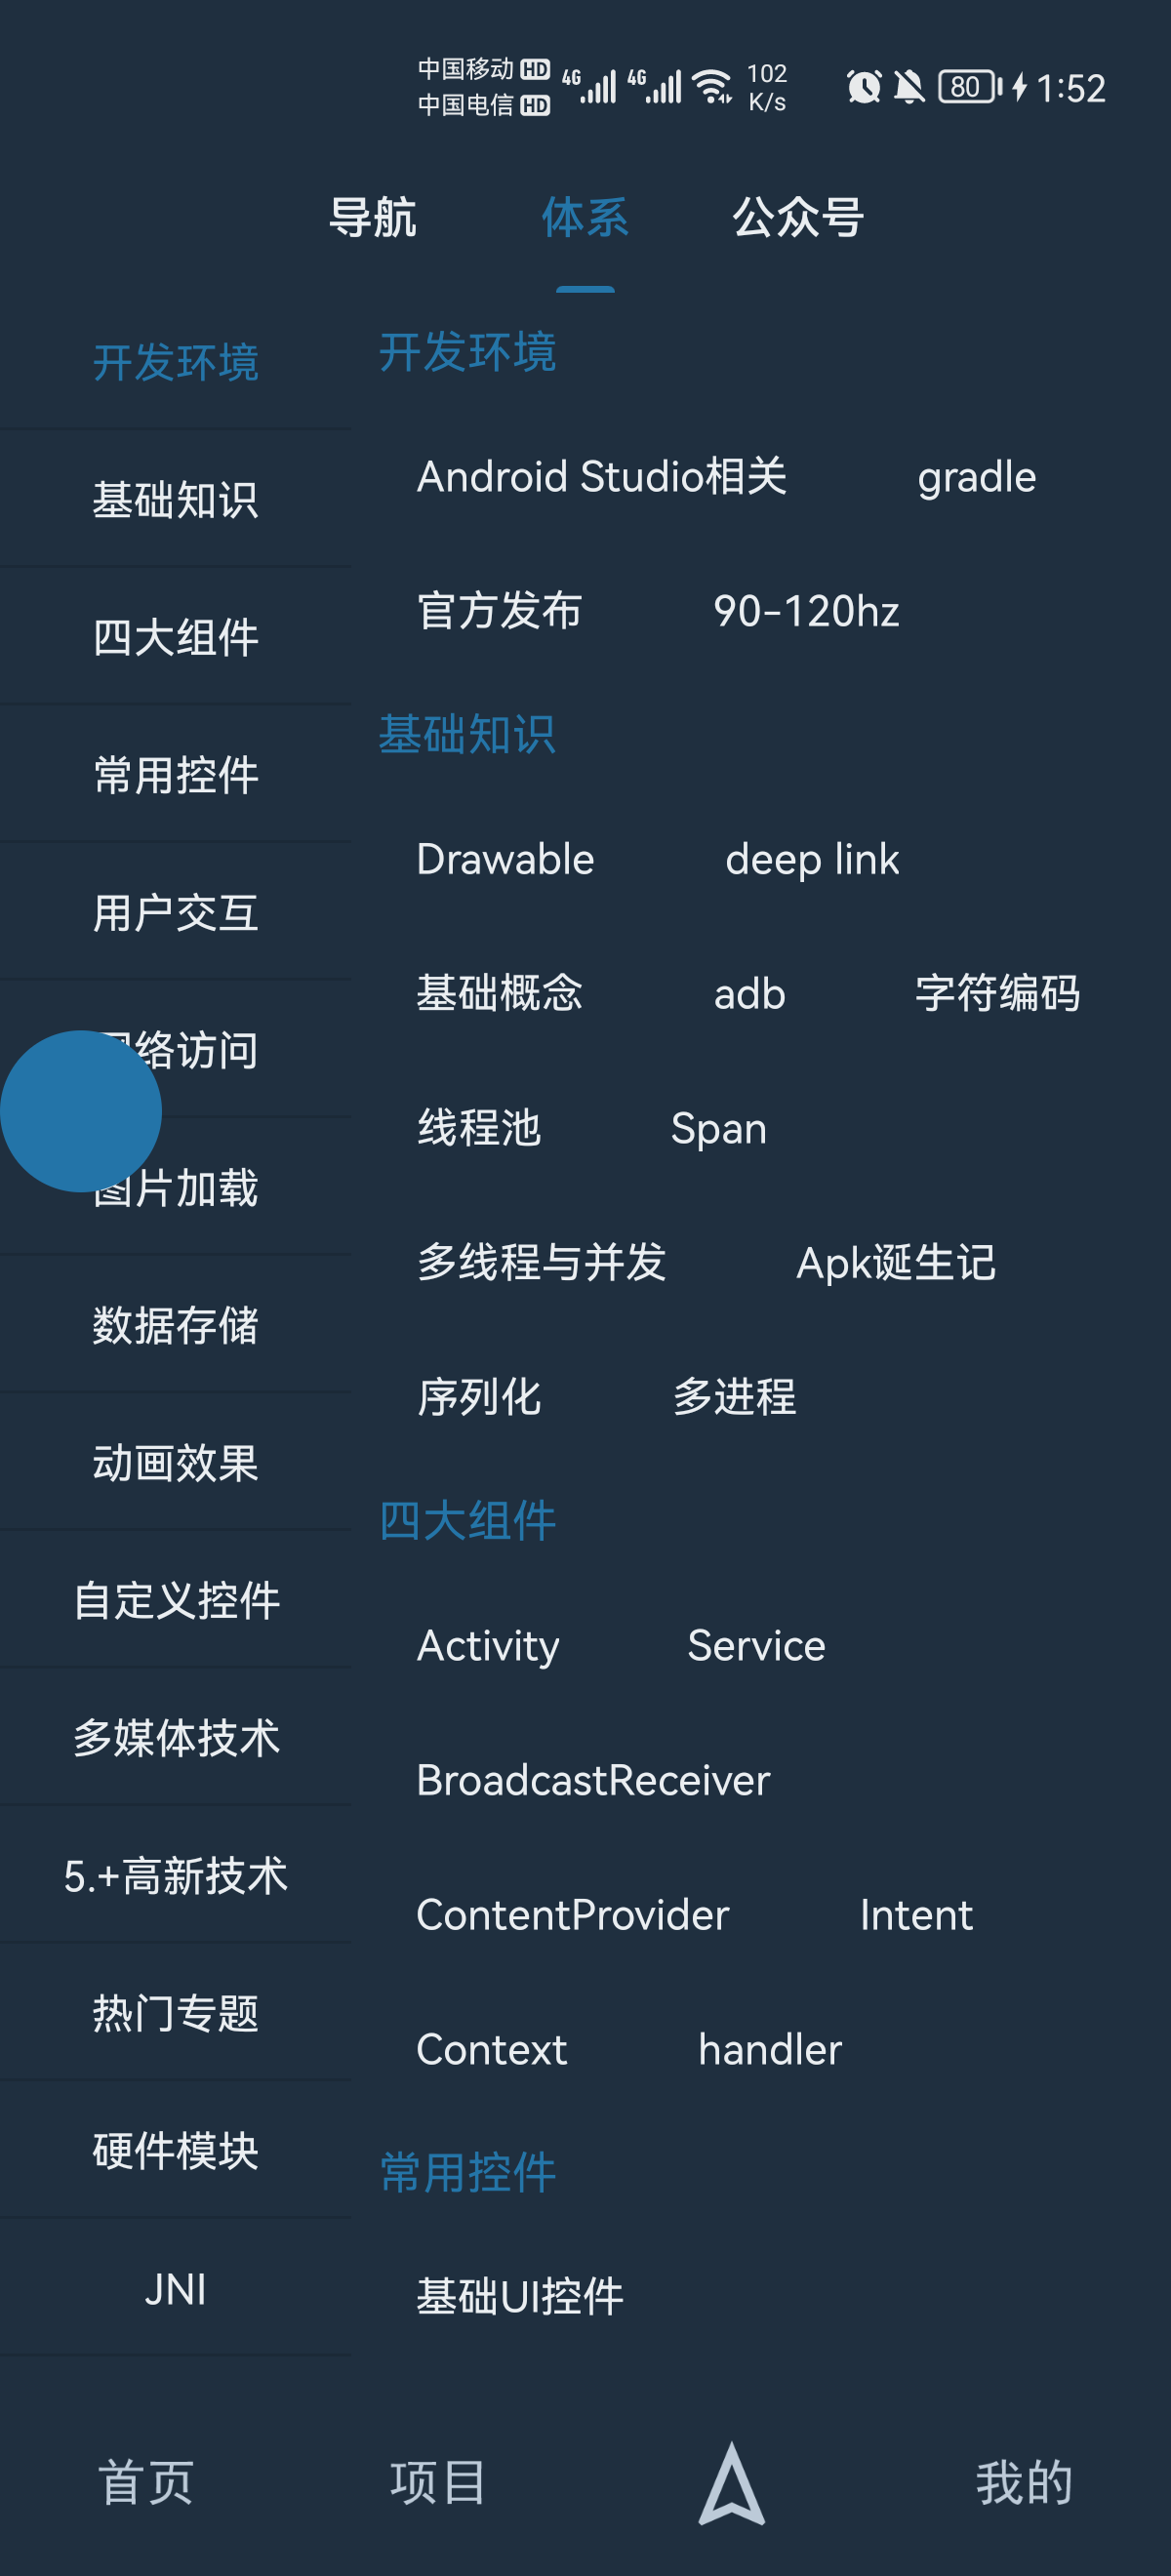 中国移动 HD
中国电信 HD
4G 4G 102 K/s 80 1:52
导航 体系 公众号
开发环境
基础知识
四大组件
常用控件
用户交互
络访问
图片加载
数据存储
动画效果
自定义控件
多媒体技术
5.+高新技术
热门专题
硬件模块
JNI
开发环境
Android Studio相关 gradle
官方发布 90-120hz
基础知识
Drawable deep link
基础概念 adb 字符编码
线程池 Span
多线程与并发 Apk诞生记
序列化 多进程
四大组件
Activity Service
BroadcastReceiver
ContentProvider Intent
Context handler
常用控件
基础UI控件
首页 项目 我的